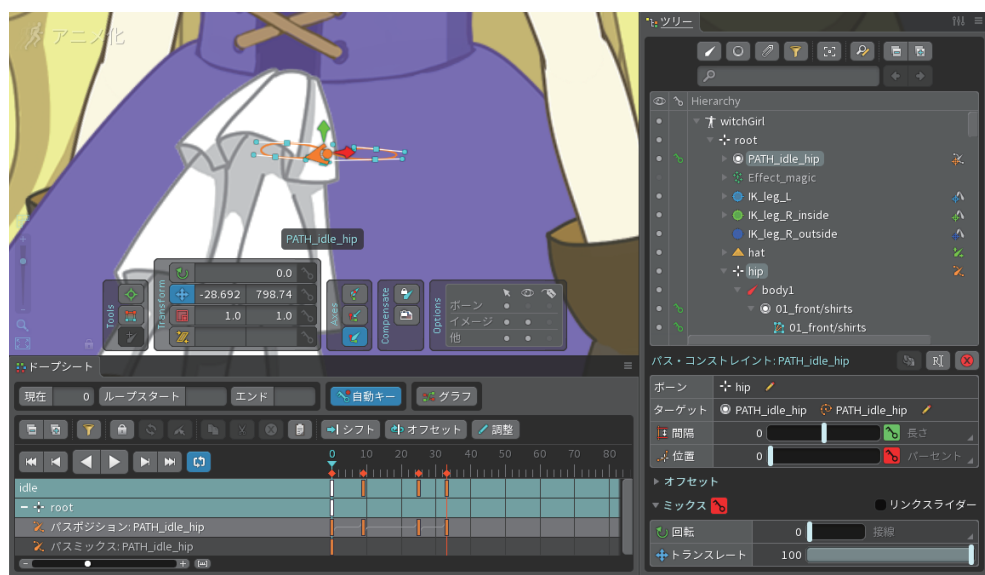 アニメ化
PATH_idle_hip
Tools
Transform
0.0
-28.692 798.74
1.0 1.0
Axes
Compensate
Options
ボーン
イメージ
他
ドープシート
現在 0 ループスタート エンド 自動キー グラフ
シフト オフセット 調整
0 10 20 30 40 50 60 70 80
idle
root
パスポジション: PATH_idle_hip
パスミックス: PATH_idle_hip
ツリー
Hierarchy
witchGirl
root
PATH_idle_hip
Effect_magic
IK_leg_L
IK_leg_R_inside
IK_leg_R_outside
hat
hip
body1
01_front/shirts
01_front/shirts
パス・コンストレイント: PATH_idle_hip
ボーン hip
ターゲット PATH_idle_hip PATH_idle_hip
間隔 0 長さ
位置 0 パーセント
オフセット
ミックス リンクスライダー
回転 0 接線
トランスレート 100